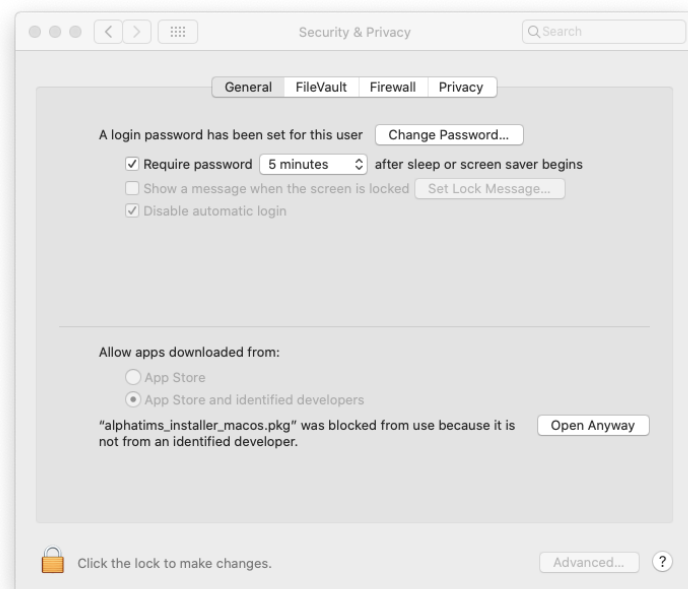 Security & Privacy
Search
General FileVault Firewall Privacy
A login password has been set for this user Change Password...
Require password 5 minutes after sleep or screen saver begins
Show a message when the screen is locked Set Lock Message...
Disable automatic login
Allow apps downloaded from:
App Store
App Store and identified developers
“alphatims_installer_macos.pkg” was blocked from use because it is Open Anyway
not from an identified developer.
Click the lock to make changes. Advanced... ?